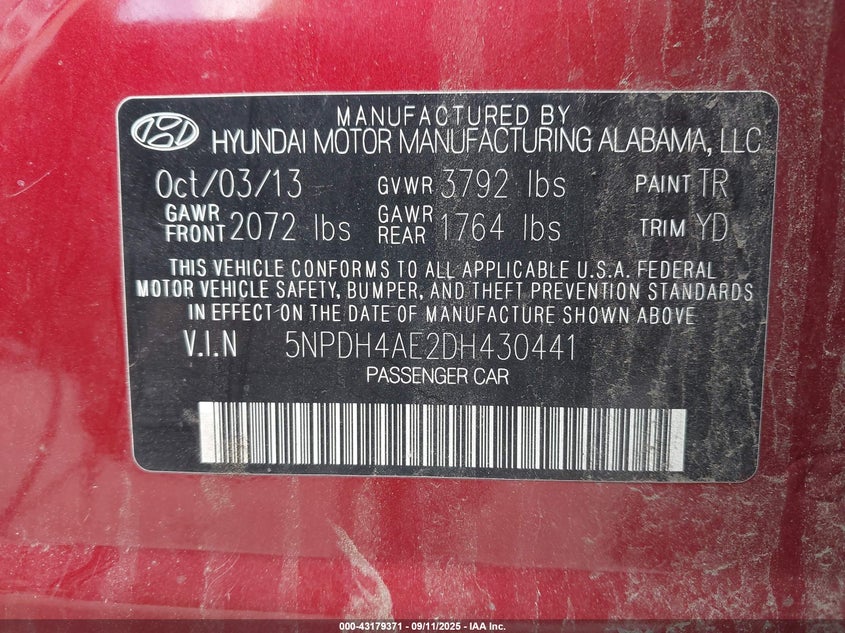 MANUFACTURED BY
HYUNDAI MOTOR MANUFACTURING ALABAMA, LLC
Oct/03/13 GVWR 3792 lbs PAINT TR
GAWR FRONT 2072 lbs GAWR REAR 1764 lbs TRIM YD
THIS VEHICLE CONFORMS TO ALL APPLICABLE U.S.A. FEDERAL
MOTOR VEHICLE SAFETY, BUMPER, AND THEFT PREVENTION STANDARDS
IN EFFECT ON THE DATE OF MANUFACTURE SHOWN ABOVE
V.I.N 5NPDH4AE2DH430441
PASSENGER CAR
000-43179371 - 09/11/2025 - IAA Inc.